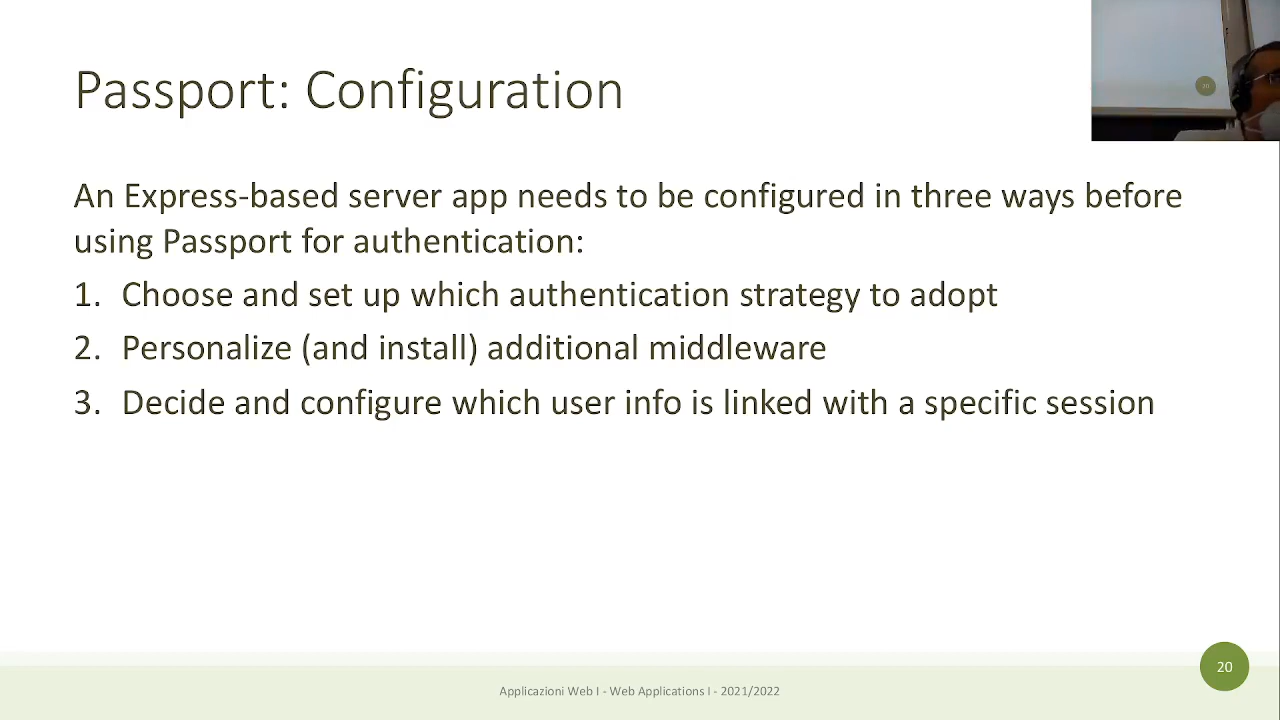 Passport: Configuration
An Express-based server app needs to be configured in three ways before
using Passport for authentication:
1. Choose and set up which authentication strategy to adopt
2. Personalize (and install) additional middleware
3. Decide and configure which user info is linked with a specific session
20
Applicazioni Web I - Web Applications I - 2021/2022
20